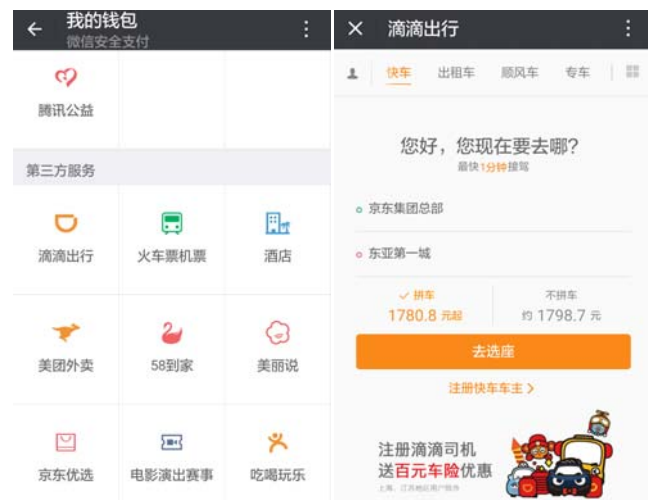 我的钱包
微信安全支付
腾讯公益
第三方服务
滴滴出行
火车票机票
酒店
美团外卖
58到家
美丽说
京东优选
电影演出赛事
吃喝玩乐
滴滴出行
快车
出租车
顺风车
专车
您好，您现在要去哪?
最快1分钟接驾
京东集团总部
东亚第一城
拼车
1780.8 元起
不拼车
约 1798.7 元
去选座
注册快车车主
注册滴滴司机
送百元车险优惠